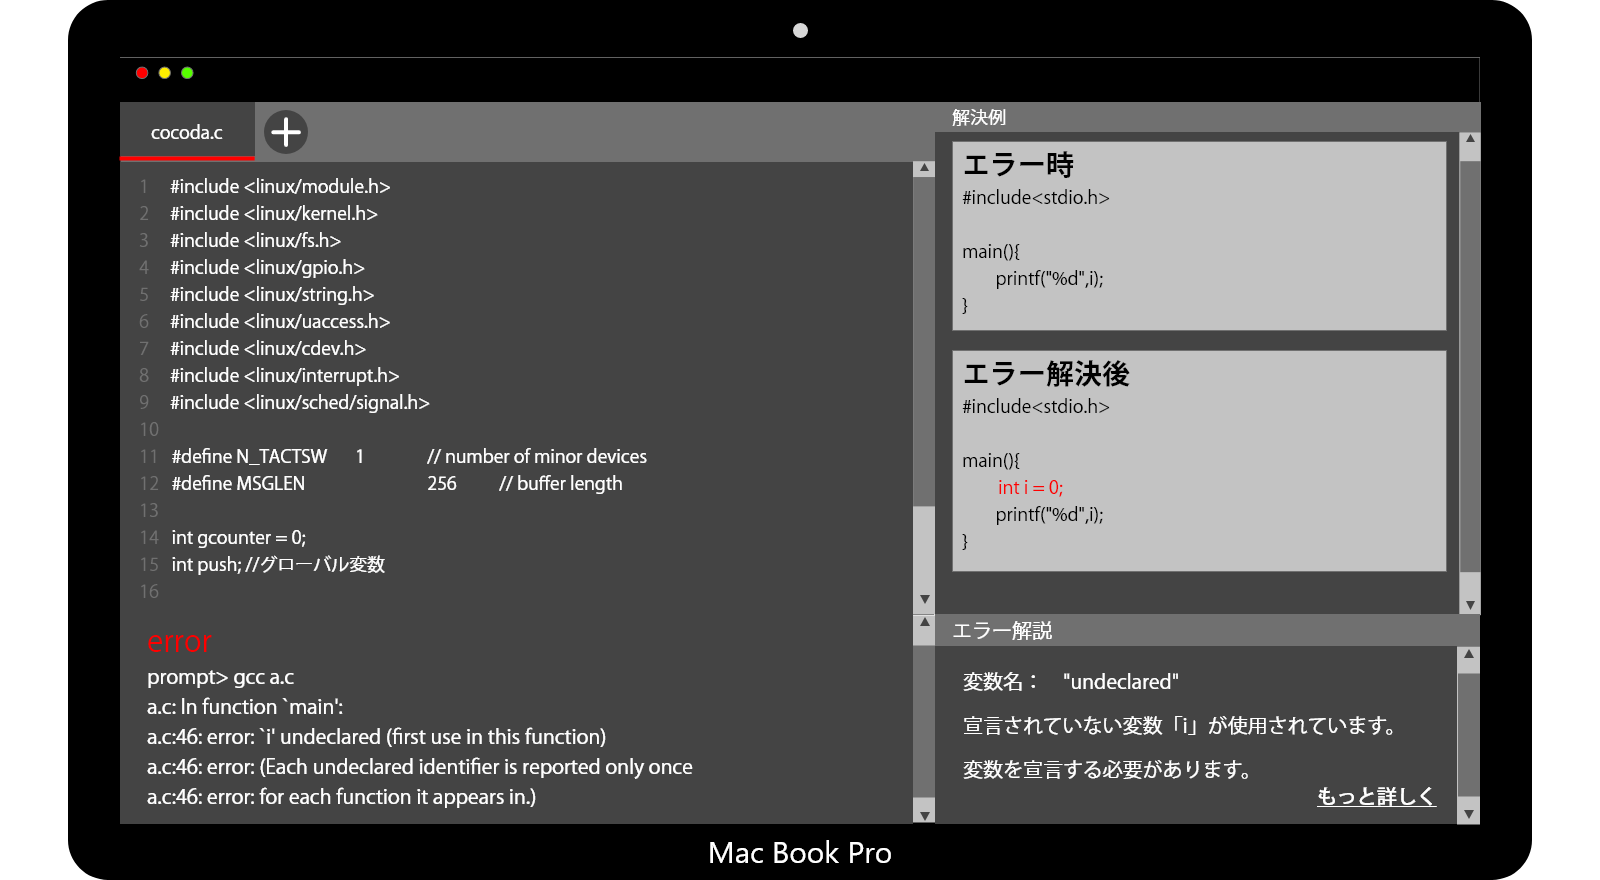 cocoda.c
1 #include <linux/module.h>
2 #include <linux/kernel.h>
3 #include <linux/fs.h>
4 #include <linux/gpio.h>
5 #include <linux/string.h>
6 #include <linux/uaccess.h>
7 #include <linux/cdev.h>
8 #include <linux/interrupt.h>
9 #include <linux/sched/signal.h>
10
11 #define N_TACTSW 1 // number of minor devices
12 #define MSGLEN 256 // buffer length
13
14 int gcounter = 0;
15 int push; //グローバル変数
16
error
prompt> gcc a.c
a.c: In function `main':
a.c:46: error: `i' undeclared (first use in this function)
a.c:46: error: (Each undeclared identifier is reported only once
a.c:46: error: for each function it appears in.)
解決例
エラー時
#include<stdio.h>
main(){
printf("%d",i);
}
エラー解決後
#include<stdio.h>
main(){
int i = 0;
printf("%d",i);
}
エラー解説
変数名： "undeclared"
宣言されていない変数「i」が使用されています。
変数を宣言する必要があります。
もっと詳しく
Mac Book Pro